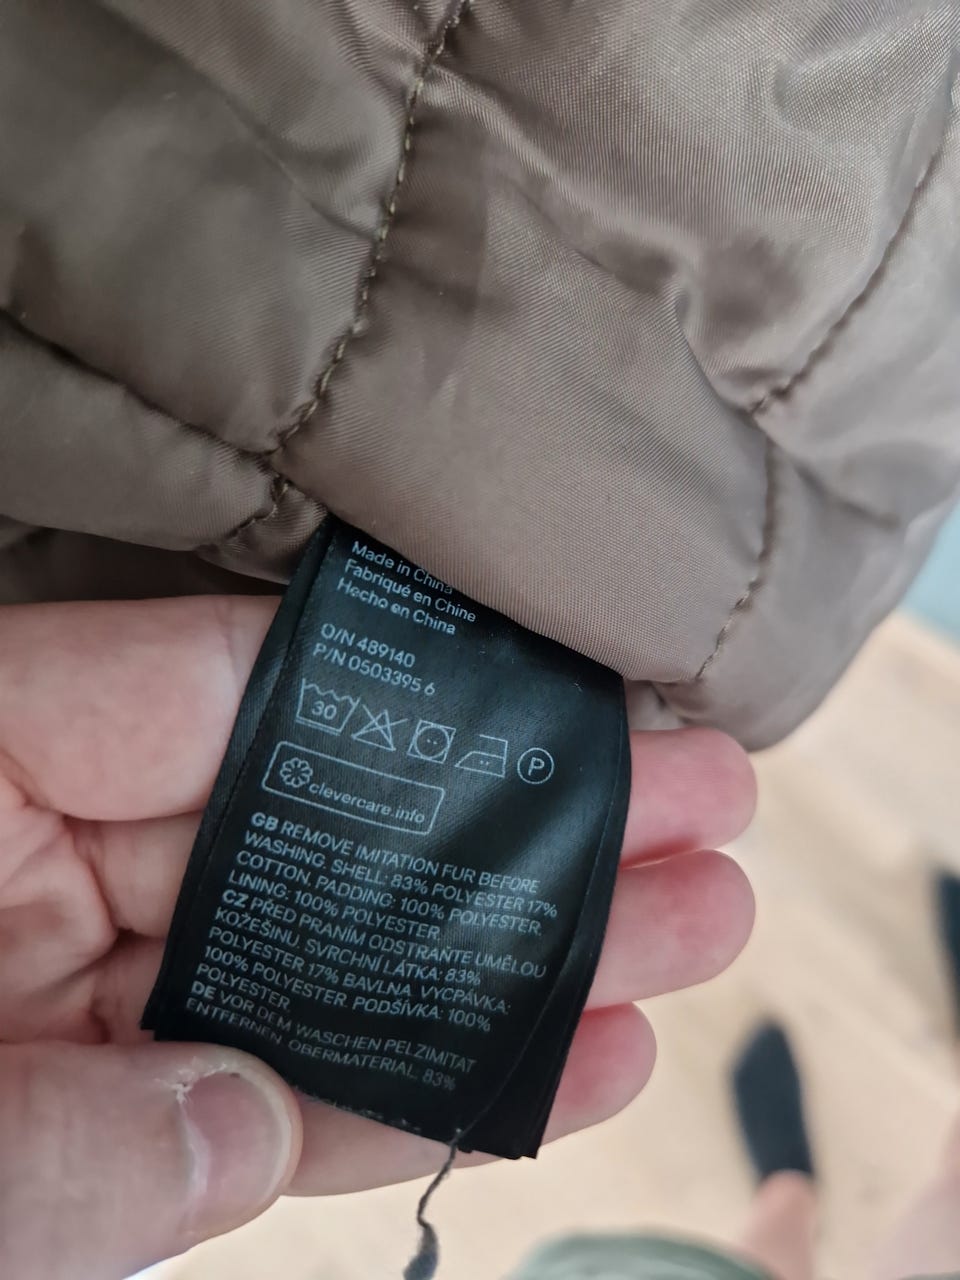 Made in China
Fabriqué en Chine
Hecho en China
O/N 489140
P/N 0503395 6
30
P
clevercare.info
GB REMOVE IMITATION FUR BEFORE
WASHING. SHELL: 83% POLYESTER 17%
COTTON. PADDING: 100% POLYESTER.
LINING: 100% POLYESTER.
CZ PŘED PRANÍM ODSTRAŇTE UMĚLOU
KOŽEŠINU. SVRCHNÍ LÁTKA: 83%
POLYESTER 17% BAVLNA. VYCPÁVKA:
100% POLYESTER. PODŠÍVKA: 100%
POLYESTER.
DE VOR DEM WASCHEN PELZIMITAT
ENTFERNEN. OBERMATERIAL: 83%